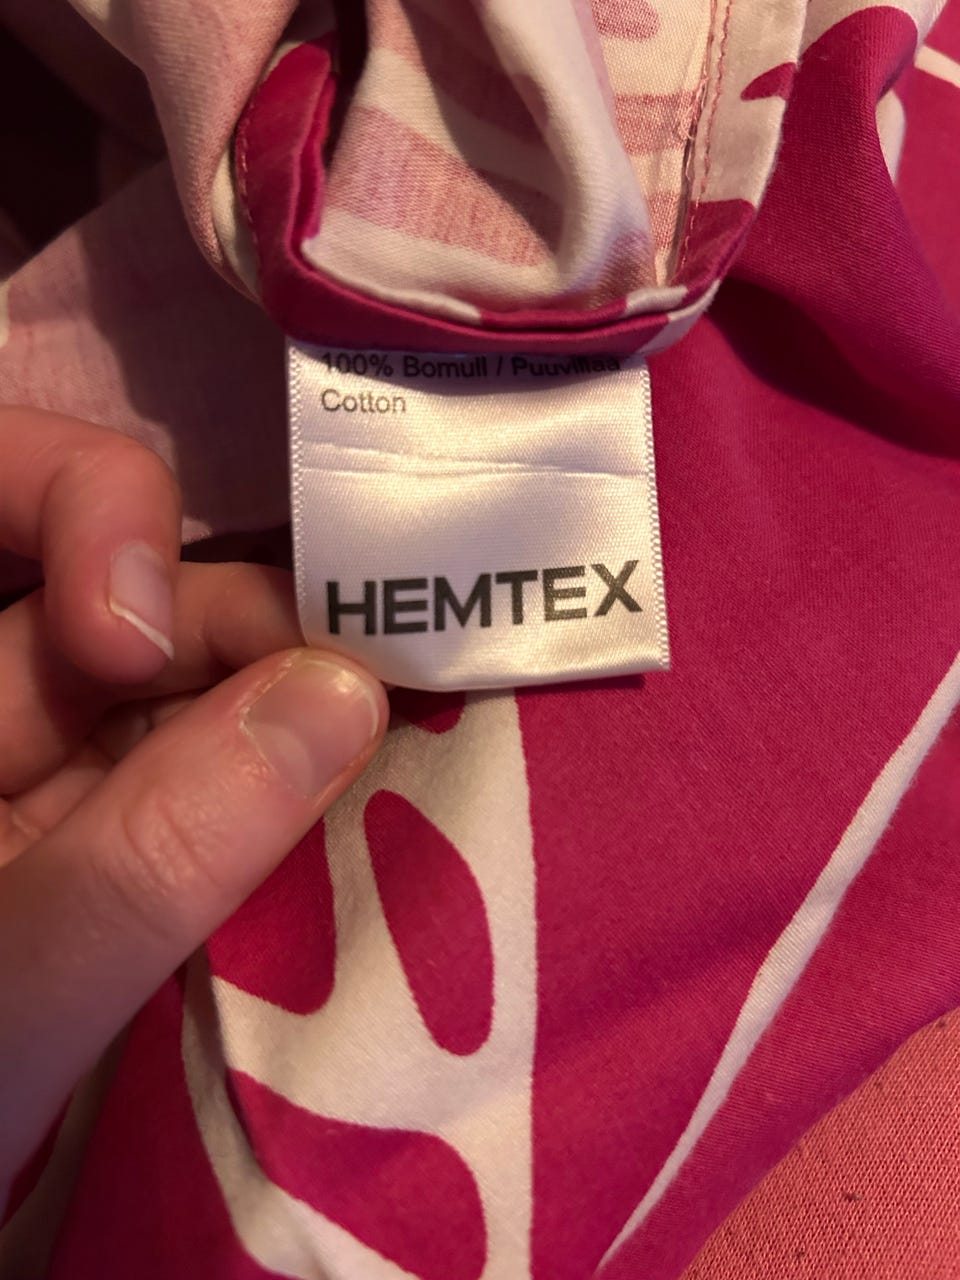 100% Bomull / Puuvillaa
Cotton
HEMTEX